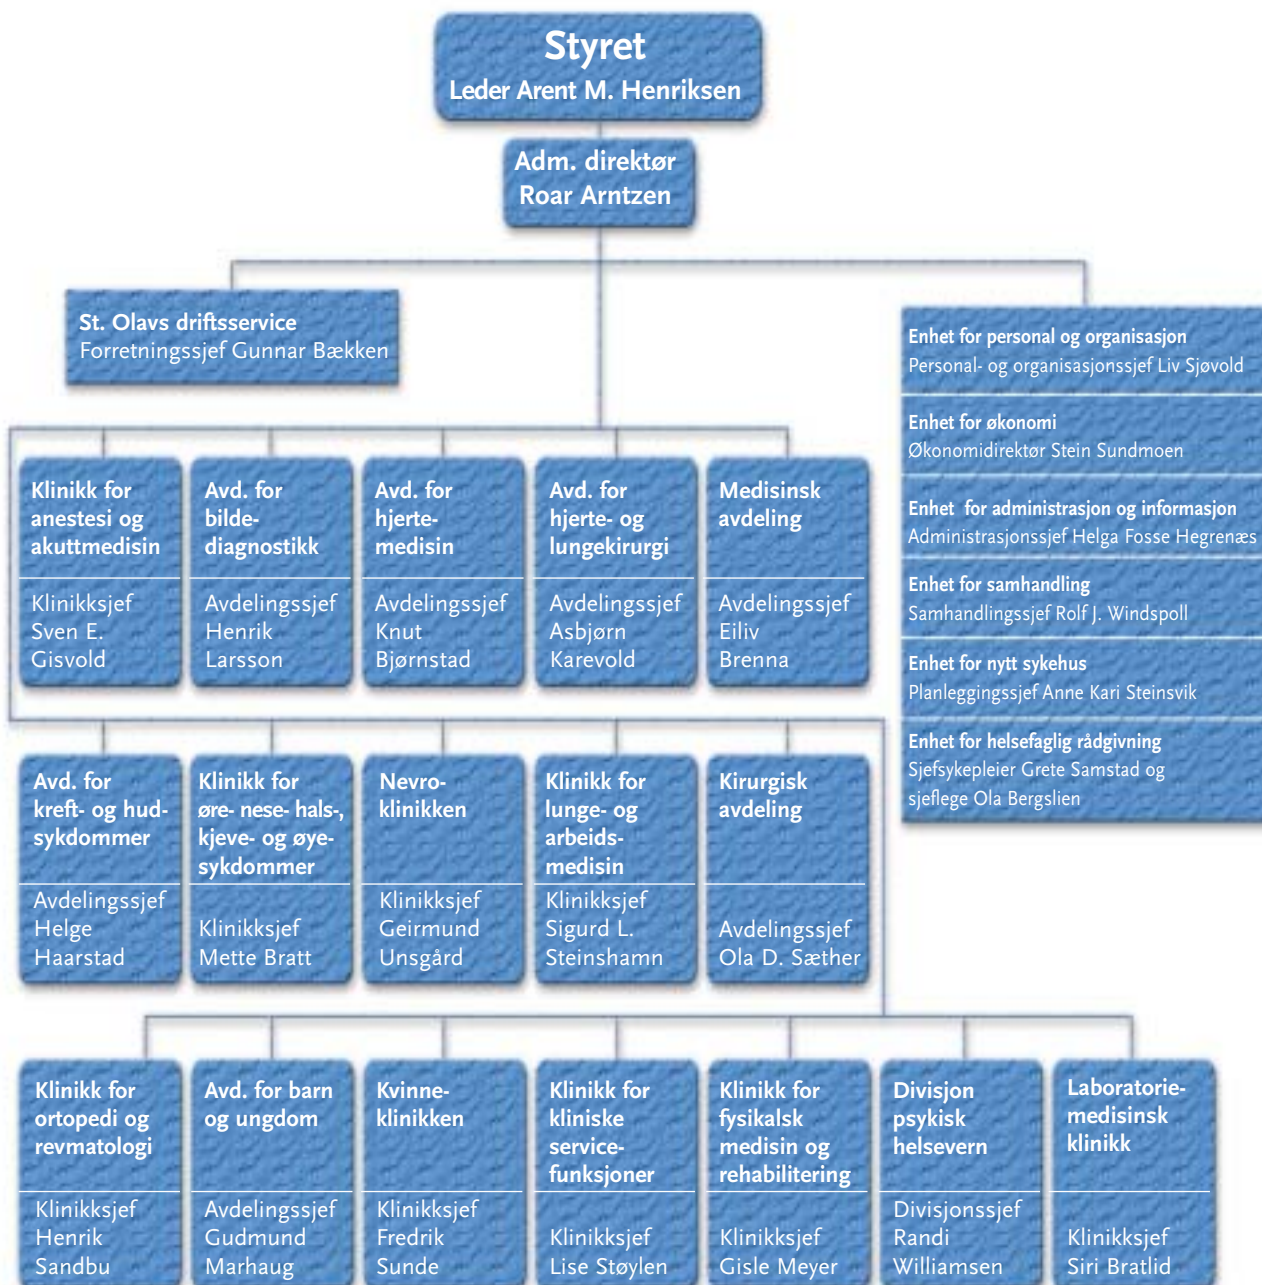 Styret
Leder Arent M. Henriksen
Adm. direktør
Roar Arntzen
St. Olavs driftsservice
Forretningssjef Gunnar Bækken
Enhet for personal og organisasjon
Personal- og organisasjonssjef Liv Sjøvold
Enhet for økonomi
Økonomidirektør Stein Sundmoen
Enhet for administrasjon og informasjon
Administrasjonssjef Helga Fosse Hegrenæs
Enhet for samhandling
Samhandlingssjef Rolf J. Windspoll
Enhet for nytt sykehus
Planleggingssjef Anne Kari Steinsvik
Enhet for helsefaglig rådgivning
Sjefsykepleier Grete Samstad og
sjeflege Ola Bergslien
Klinikk for
anestesi og
akuttmedisin
Klinikksjef
Sven E.
Gisvold
Avd. for
bilde-
diagnostikk
Avdelingssjef
Henrik
Larsson
Avd. for
hjerte-
medisin
Avdelingssjef
Knut
Bjørnstad
Avd. for
hjerte- og
lungekirurgi
Avdelingssjef
Asbjørn
Karevold
Medisinsk
avdeling
Avdelingssjef
Eiliv
Brenna
Avd. for
kreft- og hud-
sykdommer
Avdelingssjef
Helge
Haarstad
Klinikk for
øre- nese- hals-,
kjeve- og øye-
sykdommer
Klinikksjef
Mette Bratt
Nevro-
klinikken
Klinikksjef
Geirmund
Unsgård
Klinikk for
lunge- og
arbeids-
medisin
Klinikksjef
Sigurd L.
Steinshamn
Kirurgisk
avdeling
Avdelingssjef
Ola D. Sæther
Klinikk for
ortopedi og
revmatologi
Klinikksjef
Henrik
Sandbu
Avd. for barn
og ungdom
Avdelingssjef
Gudmund
Marhaug
Kvinne-
klinikken
Klinikksjef
Fredrik
Sunde
Klinikk for
kliniske
service-
funksjoner
Klinikksjef
Lise Støylen
Klinikk for
fysikalsk
medisin og
rehabilitering
Klinikksjef
Gisle Meyer
Divisjon
psykisk
helsevern
Divisjonssjef
Randi
Williamsen
Laboratorie-
medisinsk
klinikk
Klinikksjef
Siri Bratlid